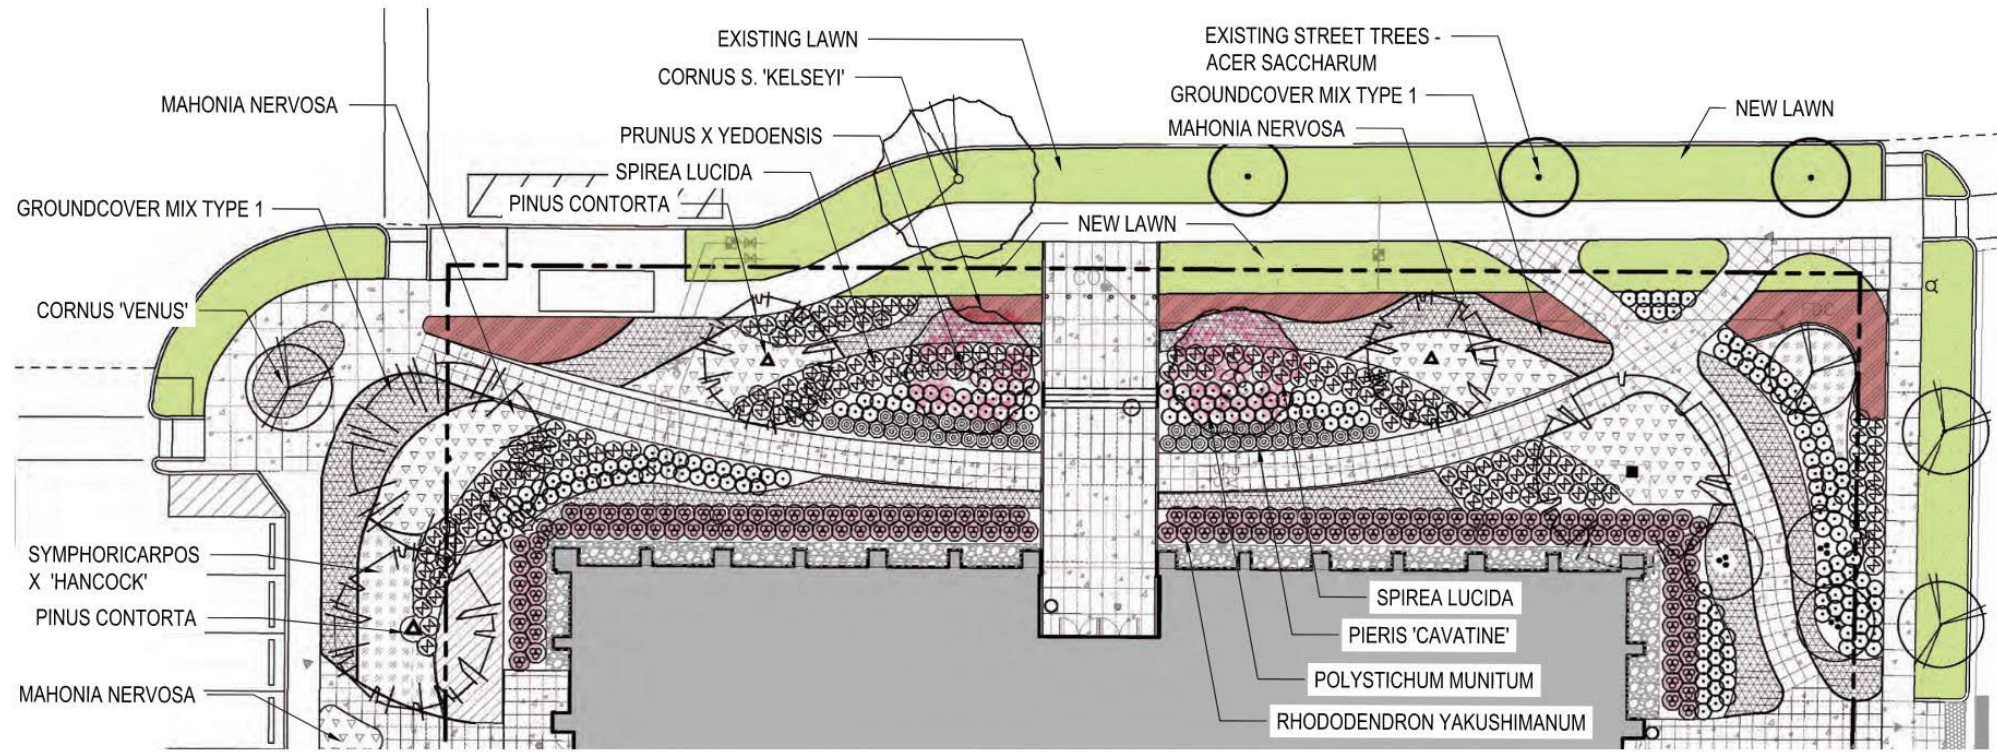 EXISTING LAWN
CORNUS S. 'KELSEYI'
MAHONIA NERVOSA
PRUNUS X YEDOENSIS
SPIREA LUCIDA
PINUS CONTORTA
GROUNDCOVER MIX TYPE 1
CORNUS 'VENUS'
EXISTING STREET TREES -
ACER SACCHARUM
GROUNDCOVER MIX TYPE 1
MAHONIA NERVOSA
NEW LAWN
NEW LAWN
FDC
SYMPHORICARPOS
X 'HANCOCK'
PINUS CONTORTA
MAHONIA NERVOSA
SPIREA LUCIDA
PIERIS 'CAVATINE'
POLYSTICHUM MUNITUM
RHODODENDRON YAKUSHIMANUM